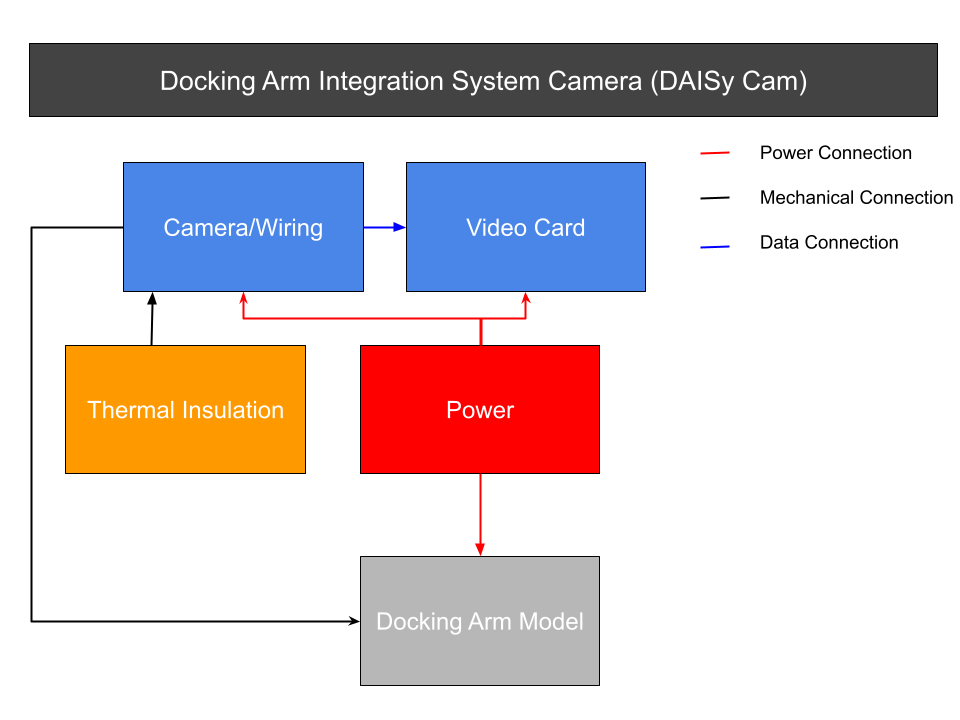 Docking Arm Integration System Camera (DAISy Cam)
Power Connection
Mechanical Connection
Data Connection
Camera/Wiring
Video Card
Thermal Insulation
Power
Docking Arm Model